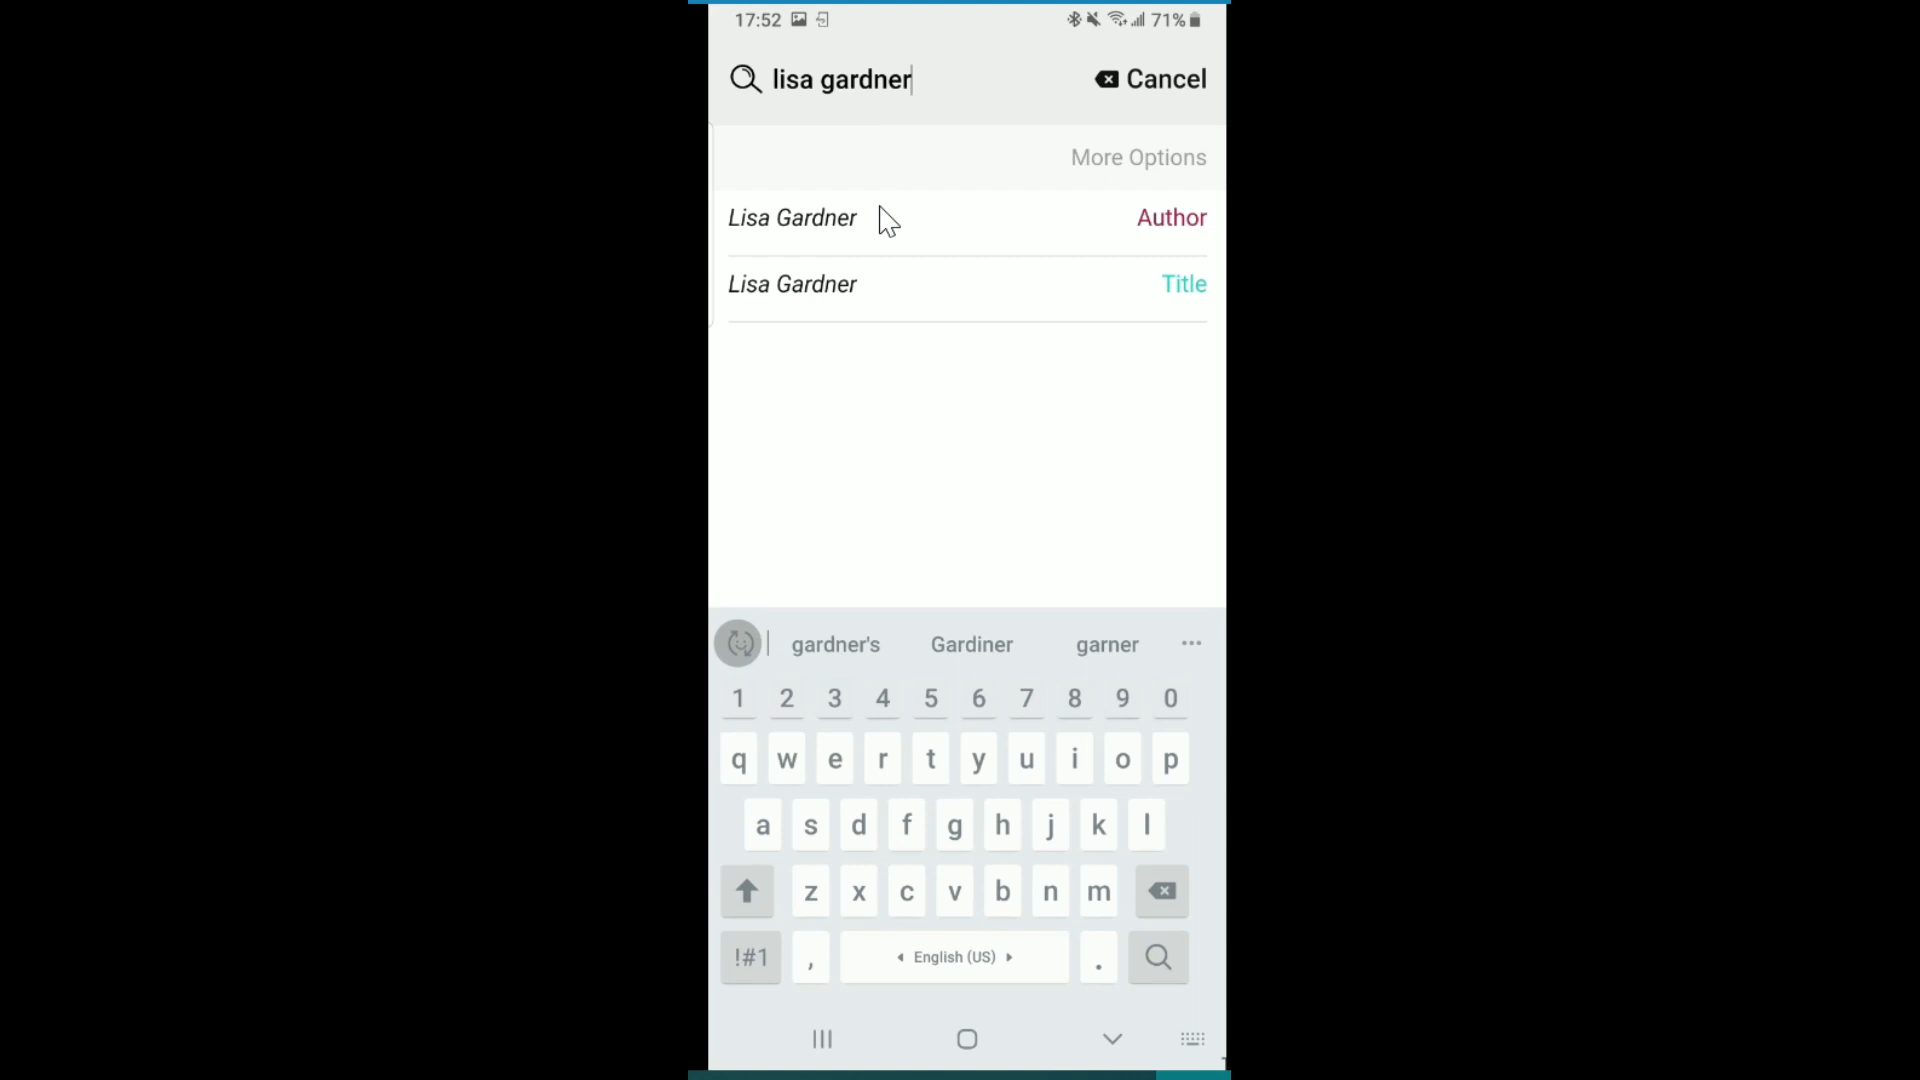 17:52 71%
lisa gardner Cancel
More Options
Lisa Gardner Author
Lisa Gardner Title
gardner's Gardiner garner
1 2 3 4 5 6 7 8 9 0
q w e r t y u i o p
a s d f g h j k l
z x c v b n m
!#1 , English (US) .